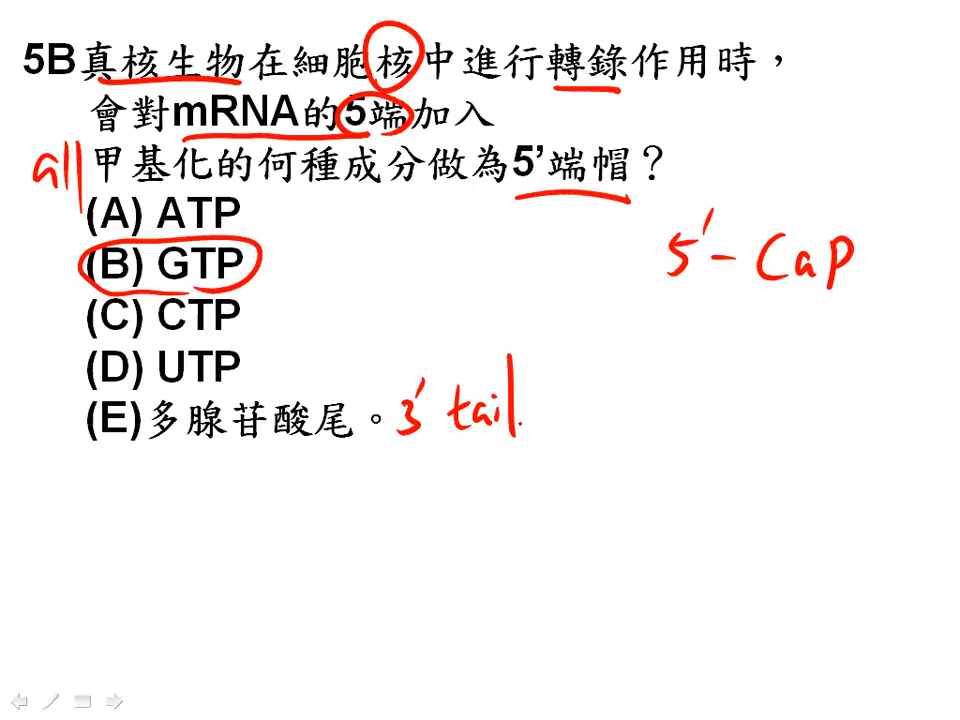 5B真核生物在細胞核中進行轉錄作用時，
會對mRNA的5端加入
all
甲基化的何種成分做為5’端帽？
(A) ATP
(B) GTP
5'- Cap
(C) CTP
(D) UTP
(E)多腺苷酸尾。3' tail.